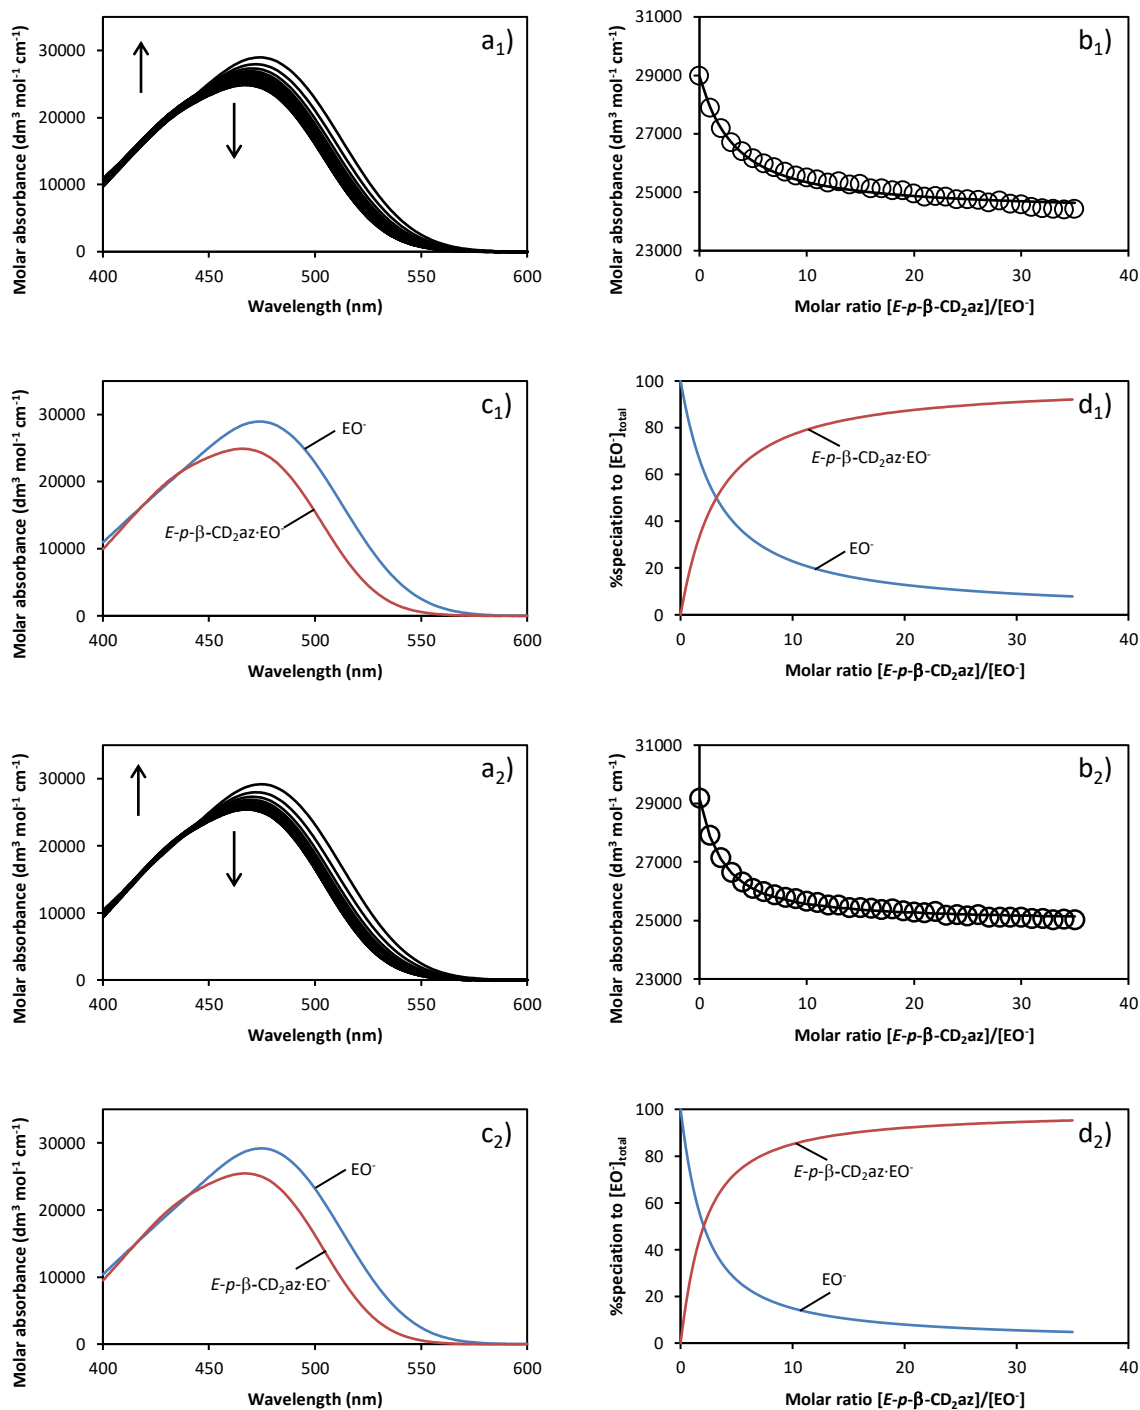 a₁)
Molar absorbance (dm³ mol⁻¹ cm⁻¹)
30000
20000
10000
0
400 450 500 550 600
Wavelength (nm)
b₁)
Molar absorbance (dm³ mol⁻¹ cm⁻¹)
31000
29000
27000
25000
23000
0 10 20 30 40
Molar ratio [E-p-β-CD₂az]/[EO⁻]
c₁)
Molar absorbance (dm³ mol⁻¹ cm⁻¹)
30000
20000
10000
0
EO⁻
E-p-β-CD₂az·EO⁻
400 450 500 550 600
Wavelength (nm)
d₁)
%speciation to [EO⁻]total
100
80
60
40
20
0
E-p-β-CD₂az·EO⁻
EO⁻
0 10 20 30 40
Molar ratio [E-p-β-CD₂az]/[EO⁻]
a₂)
Molar absorbance (dm³ mol⁻¹ cm⁻¹)
30000
20000
10000
0
400 450 500 550 600
Wavelength (nm)
b₂)
Molar absorbance (dm³ mol⁻¹ cm⁻¹)
31000
29000
27000
25000
23000
0 10 20 30 40
Molar ratio [E-p-β-CD₂az]/[EO⁻]
c₂)
Molar absorbance (dm³ mol⁻¹ cm⁻¹)
30000
20000
10000
0
EO⁻
E-p-β-CD₂az·EO⁻
400 450 500 550 600
Wavelength (nm)
d₂)
%speciation to [EO⁻]total
100
80
60
40
20
0
E-p-β-CD₂az·EO⁻
EO⁻
0 10 20 30 40
Molar ratio [E-p-β-CD₂az]/[EO⁻]